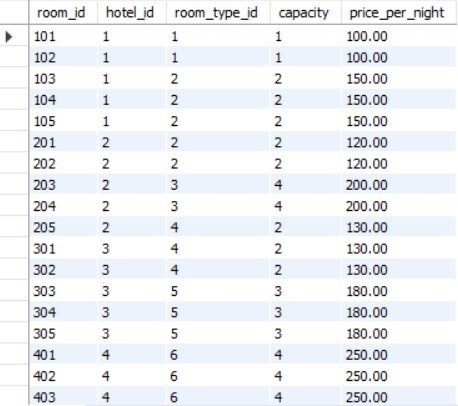 room_id hotel_id room_type_id capacity price_per_night
101 1 1 1 100.00
102 1 1 1 100.00
103 1 2 2 150.00
104 1 2 2 150.00
105 1 2 2 150.00
201 2 2 2 120.00
202 2 2 2 120.00
203 2 3 4 200.00
204 2 3 4 200.00
205 2 4 2 130.00
301 3 4 2 130.00
302 3 4 2 130.00
303 3 5 3 180.00
304 3 5 3 180.00
305 3 5 3 180.00
401 4 6 4 250.00
402 4 6 4 250.00
403 4 6 4 250.00